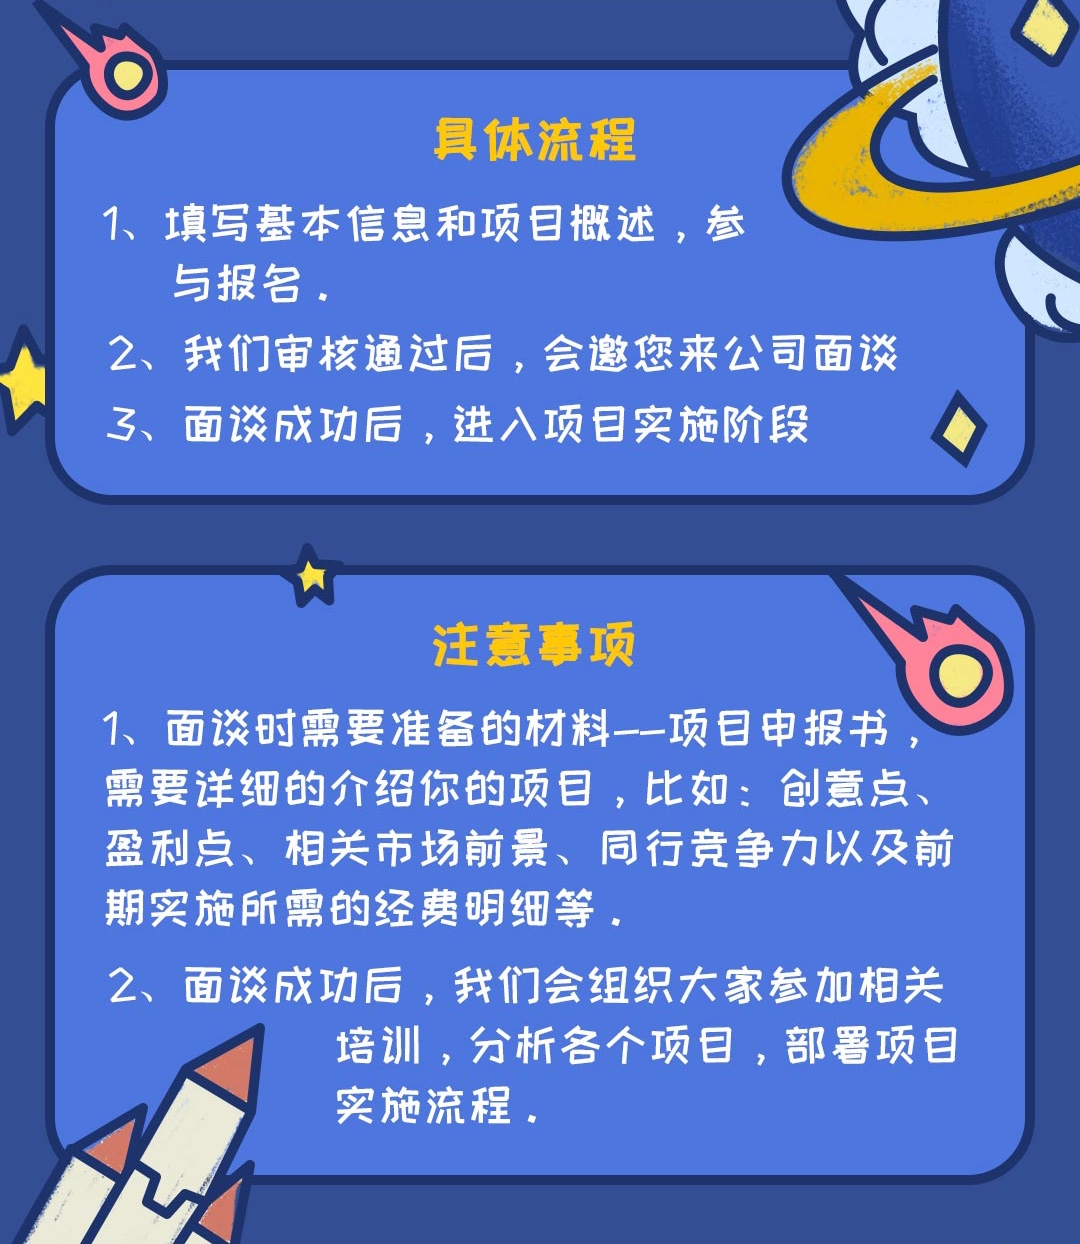 具体流程
1、填写基本信息和项目概述，参
与报名．
2、我们审核通过后，会邀您来公司面谈
3、面谈成功后，进入项目实施阶段
注意事项
1、面谈时需要准备的材料——项目申报书，
需要详细的介绍你的项目，比如：创意点、
盈利点、相关市场前景、同行竞争力以及前
期实施所需的经费明细等．
2、面谈成功后，我们会组织大家参加相关
培训，分析各个项目，部署项目
实施流程．